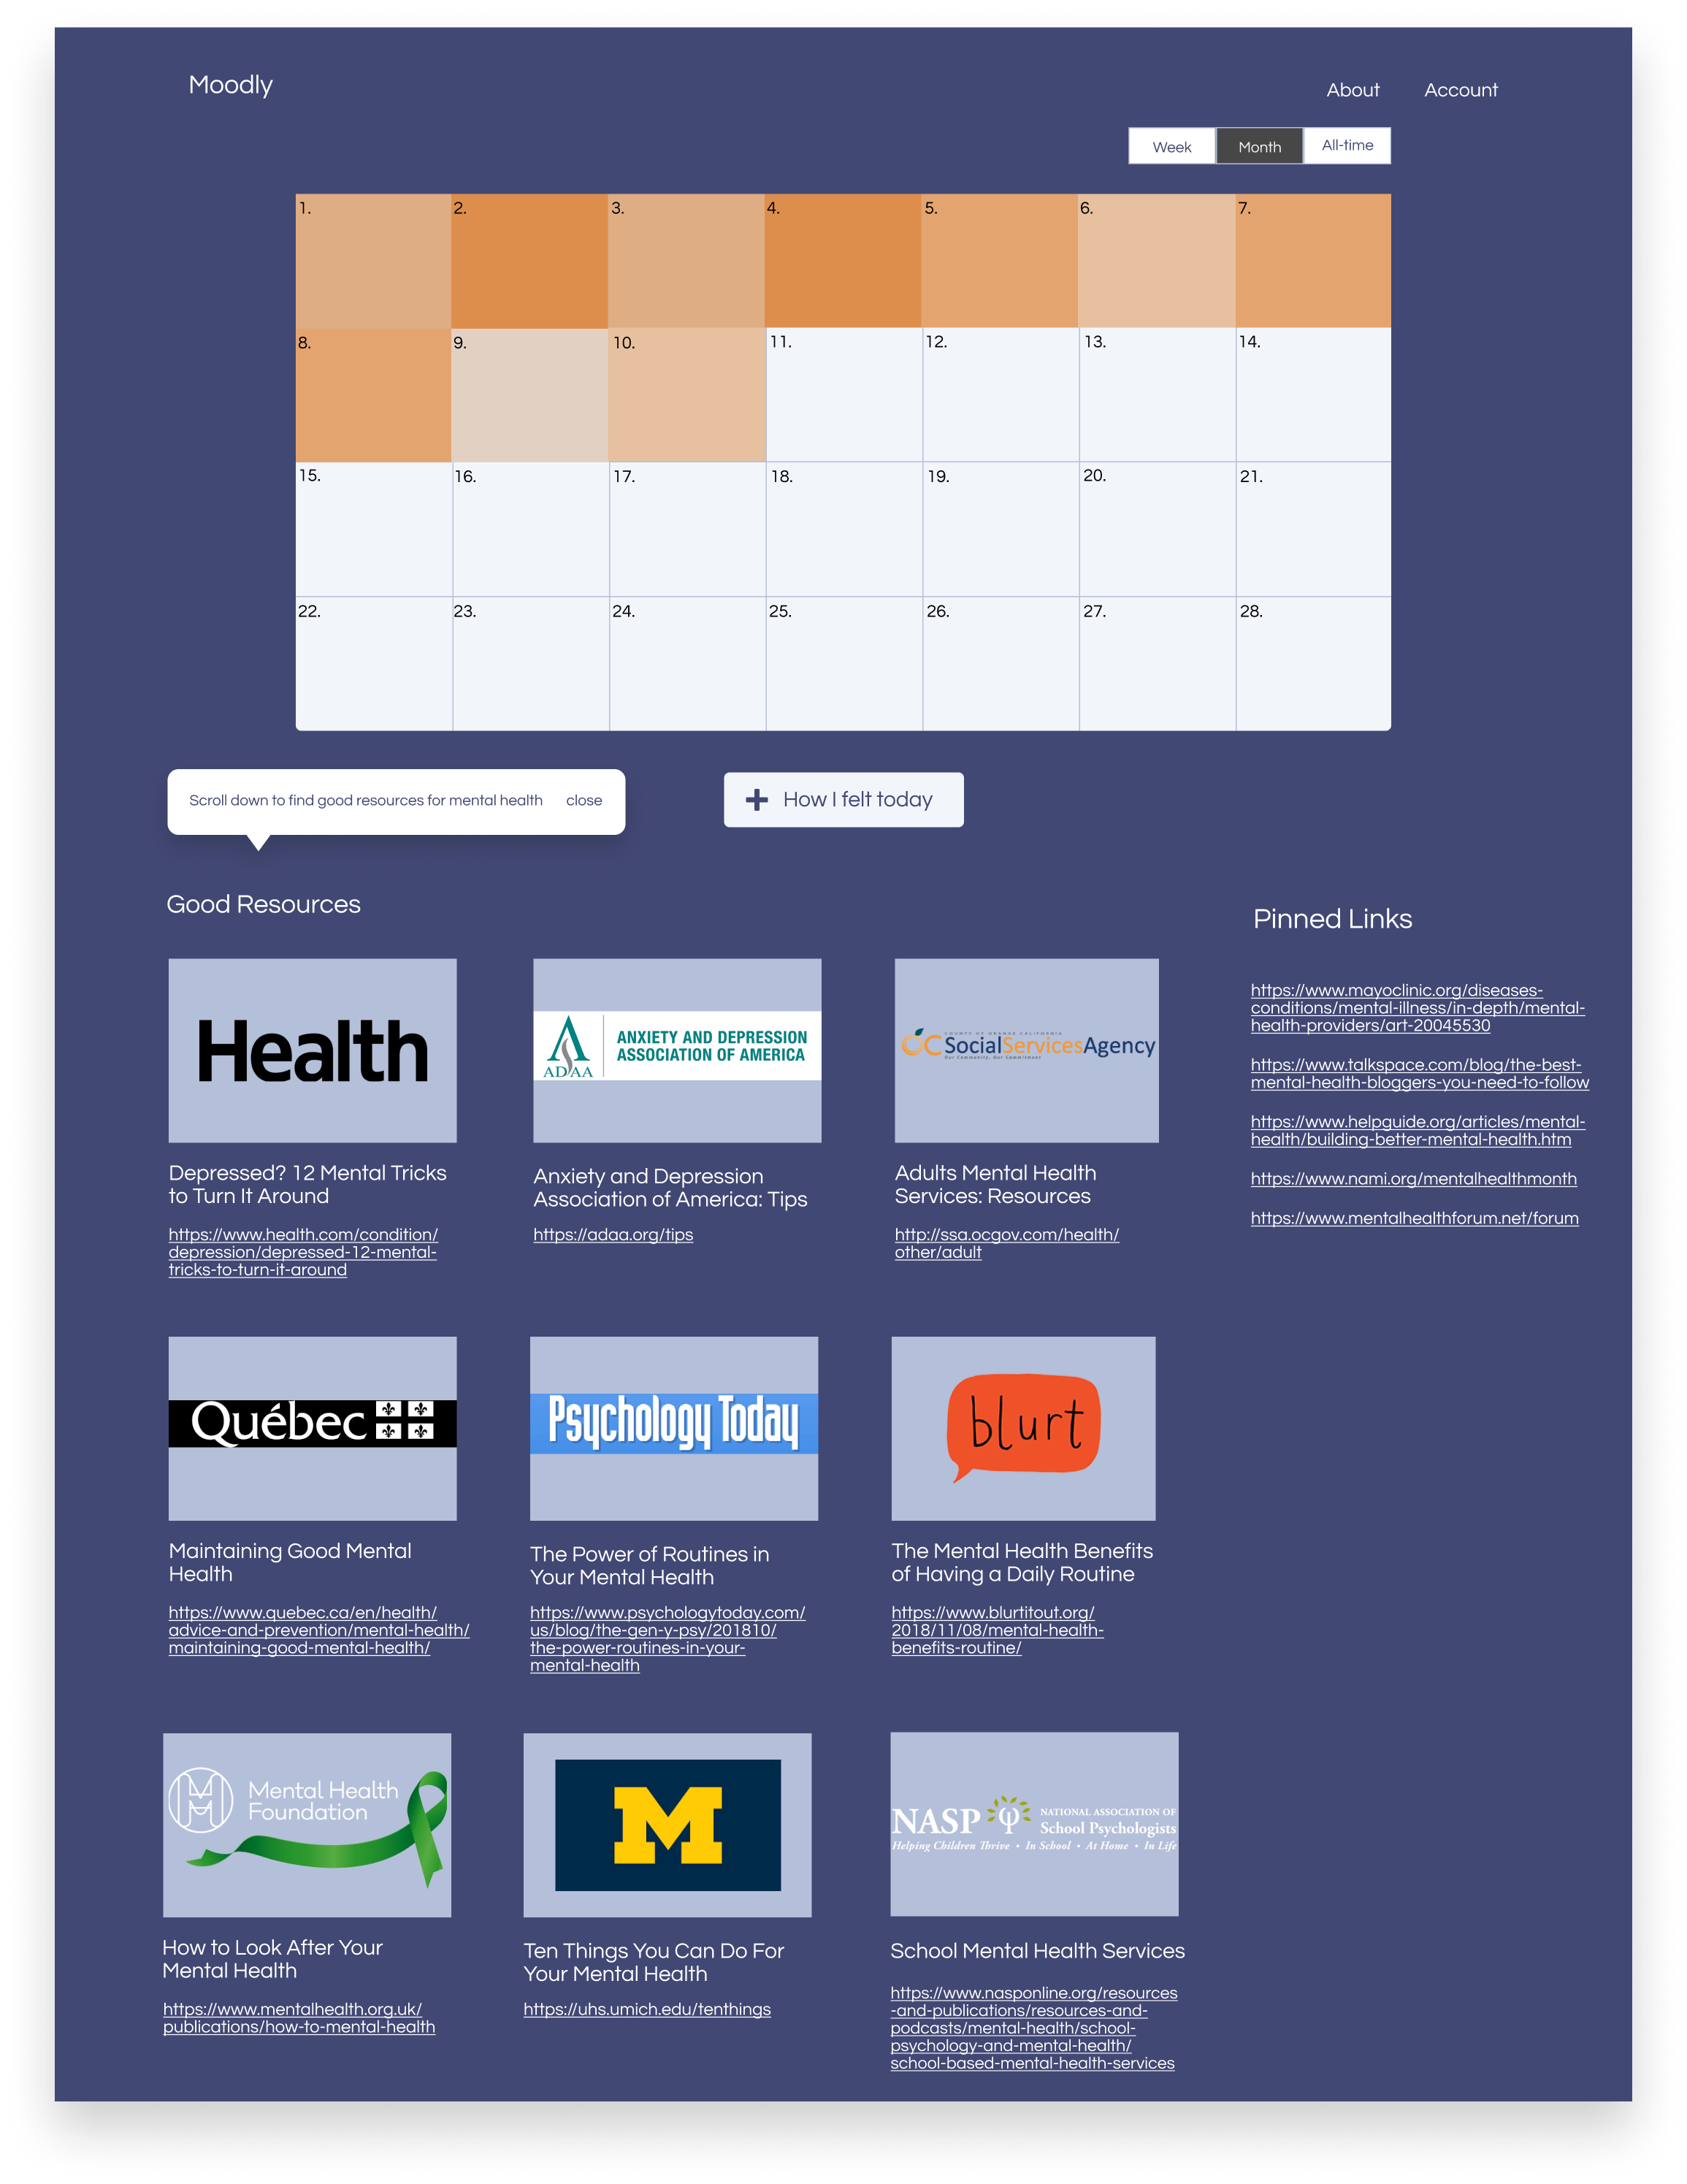 Moodly
About
Account
Week
Month
All-time
1.
2.
3.
4.
5.
6.
7.
8.
9.
10.
11.
12.
13.
14.
15.
16.
17.
18.
19.
20.
21.
22.
23.
24.
25.
26.
27.
28.
Scroll down to find good resources for mental health
close
How I felt today
Good Resources
Health
Depressed? 12 Mental Tricks
to Turn It Around
https://www.health.com/condition/
depression/depressed-12-mental-
tricks-to-turn-it-around
ADAA
ANXIETY AND DEPRESSION
ASSOCIATION OF AMERICA
Anxiety and Depression
Association of America: Tips
https://adaa.org/tips
COUNTY OF ORANGE CALIFORNIA
OC SocialServicesAgency
Our Community, Our Commitment
Adults Mental Health
Services: Resources
http://ssa.ocgov.com/health/
other/adult
Pinned Links
https://www.mayoclinic.org/diseases-
conditions/mental-illness/in-depth/mental-
health-providers/art-20045530
https://www.talkspace.com/blog/the-best-
mental-health-bloggers-you-need-to-follow
https://www.helpguide.org/articles/mental-
health/building-better-mental-health.htm
https://www.nami.org/mentalhealthmonth
https://www.mentalhealthforum.net/forum
Québec
Maintaining Good Mental
Health
https://www.quebec.ca/en/health/
advice-and-prevention/mental-health/
maintaining-good-mental-health/
Psychology Today
The Power of Routines in
Your Mental Health
https://www.psychologytoday.com/
us/blog/the-gen-y-psy/201810/
the-power-routines-in-your-
mental-health
blurt
The Mental Health Benefits
of Having a Daily Routine
https://www.blurtitout.org/
2018/11/08/mental-health-
benefits-routine/
Mental Health
Foundation
How to Look After Your
Mental Health
https://www.mentalhealth.org.uk/
publications/how-to-mental-health
M
Ten Things You Can Do For
Your Mental Health
https://uhs.umich.edu/tenthings
NASP
NATIONAL ASSOCIATION OF
School Psychologists
Helping Children Thrive • In School • At Home • In Life
School Mental Health Services
https://www.nasponline.org/resources
-and-publications/resources-and-
podcasts/mental-health/school-
psychology-and-mental-health/
school-based-mental-health-services